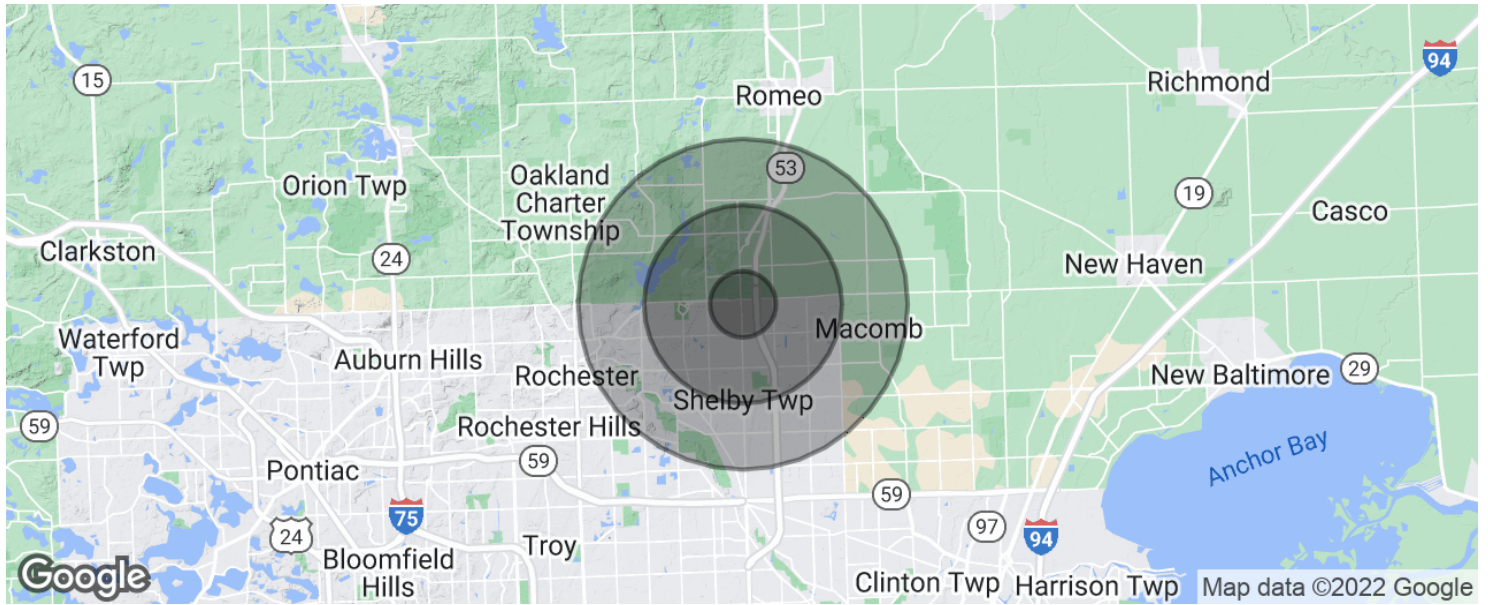 Romeo
94
Richmond
15
53
Oakland
Charter
Township
Orion Twp
19
Casco
Clarkston
24
New Haven
Macomb
Waterford
Twp
Auburn Hills
Rochester
New Baltimore
29
Shelby Twp
59
Rochester Hills
59
Pontiac
Anchor Bay
59
75
24
97
94
Troy
Bloomfield
Hills
Google
Clinton Twp
Harrison Twp
Map data ©2022 Google